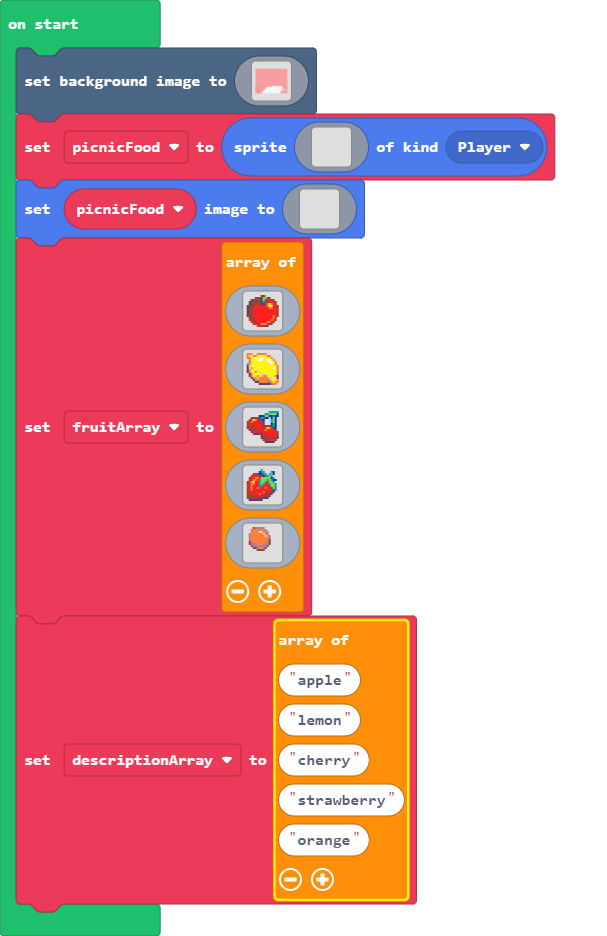 on start
set background image to
set picnicFood to sprite of kind Player
set picnicFood image to
array of
set fruitArray to
array of
"apple"
"lemon"
set descriptionArray to "cherry"
"strawberry"
"orange"